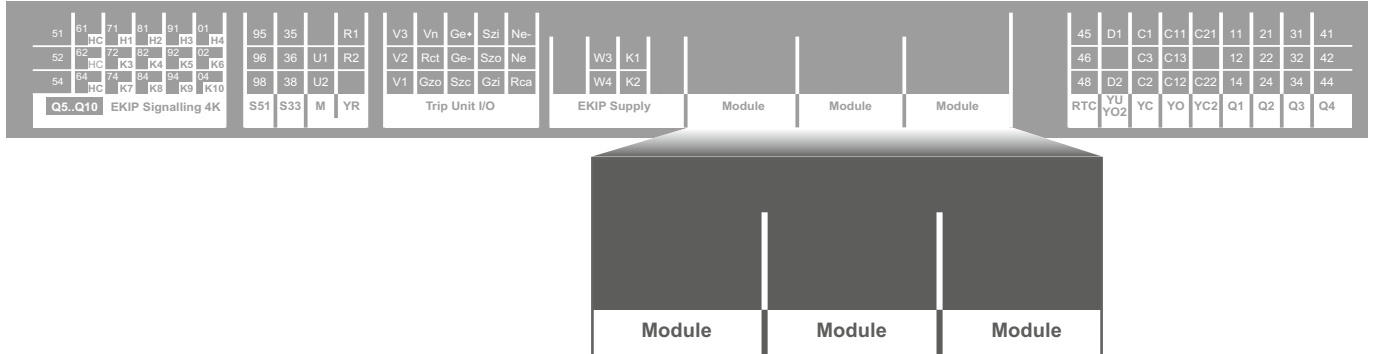 51 61 71 81 91 01 HC H1 H2 H3 H4 95 35 R1 V3 Vn Ge+ Szi Ne- 45 D1 C1 C11 C21 11 21 31 41
52 62 72 82 92 02 HC K3 K4 K5 K6 96 36 U1 R2 V2 Rct Ge- Szo Ne W3 K1 46 C3 C13 12 22 32 42
54 64 74 84 94 04 HC K7 K8 K9 K10 98 38 U2 V1 Gzo Szc Gzi Rca W4 K2 48 D2 C2 C12 C22 14 24 34 44
Q5..Q10 EKIP Signalling 4K S51 S33 M YR Trip Unit I/O EKIP Supply Module Module Module RTC YU YO2 YC YO YC2 Q1 Q2 Q3 Q4
Module Module Module